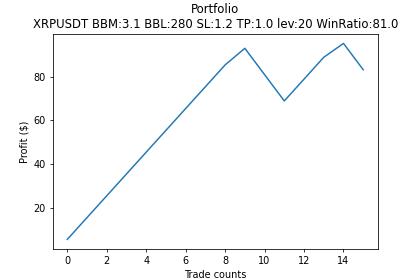 Portfolio
XRPUSDT BBM:3.1 BBL:280 SL:1.2 TP:1.0 lev:20 WinRatio:81.0
80
60
40
20
Profit ($)
0 2 4 6 8 10 12 14
Trade counts